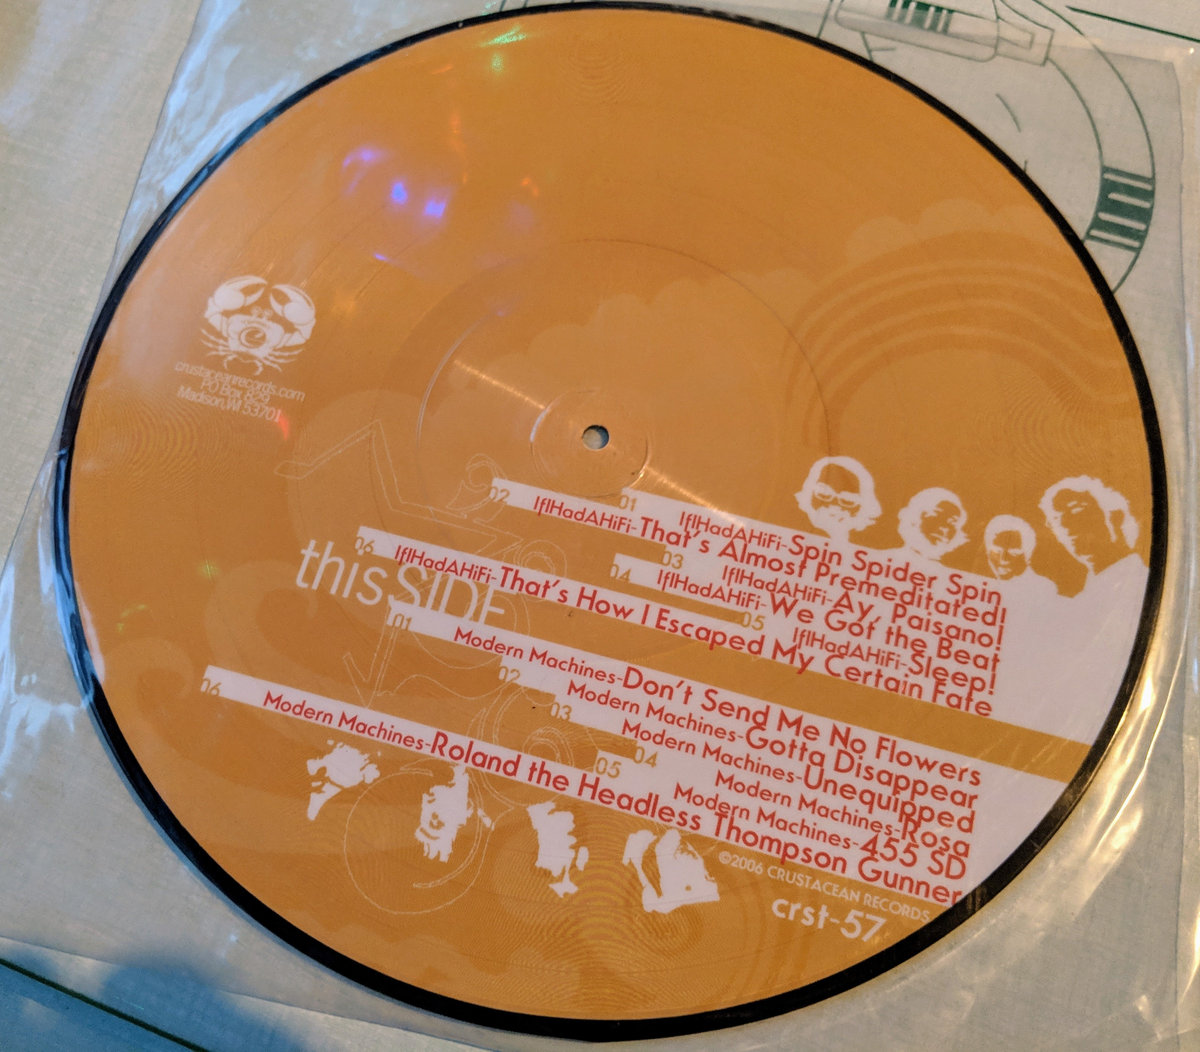 crustaceanrecords.com
PO Box 829
Madison,WI 53701
thisSIDE
01 IfIHadAHiFi-Spin Spider Spin
02 IfIHadAHiFi-That's Almost Premeditated!
03 IfIHadAHiFi-Ay, Paisano!
04 IfIHadAHiFi-We Got the Beat
05 IfIHadAHiFi-Sleep!
06 IfIHadAHiFi-That's How I Escaped My Certain Fate
01 Modern Machines-Don't Send Me No Flowers
02 Modern Machines-Gotta Disappear
03 Modern Machines-Unequipped
04 Modern Machines-Rosa
05 Modern Machines-455 SD
06 Modern Machines-Roland the Headless Thompson Gunner
©2006 CRUSTACEAN RECORDS
crst-57